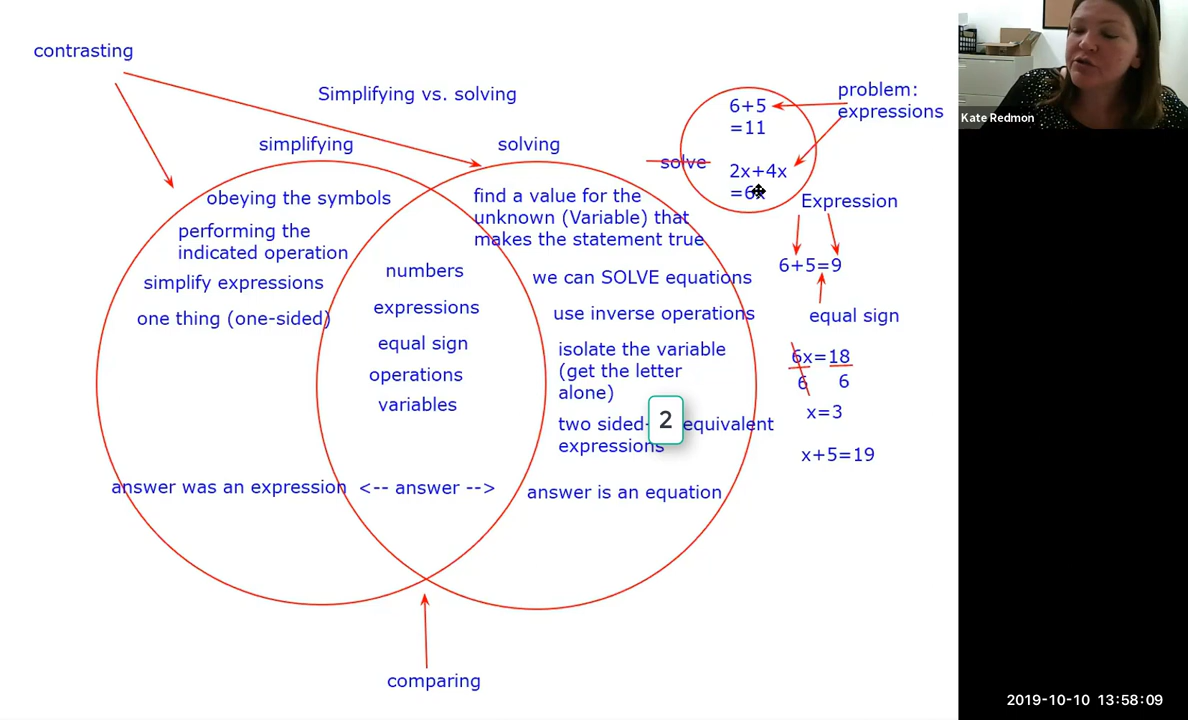 contrasting
Simplifying vs. solving
simplifying
solving
obeying the symbols
performing the
indicated operation
simplify expressions
one thing (one-sided)
answer was an expression
numbers
expressions
equal sign
operations
variables
<-- answer -->
find a value for the
unknown (Variable) that
makes the statement true
we can SOLVE equations
use inverse operations
isolate the variable
(get the letter
alone)
two sided- equivalent
expressions
2
answer is an equation
comparing
6+5
=11
solve
2x+4x
=6x
problem:
expressions
Expression
6+5=9
equal sign
6x=18
6 6
x=3
x+5=19
Kate Redmon
2019-10-10 13:58:09